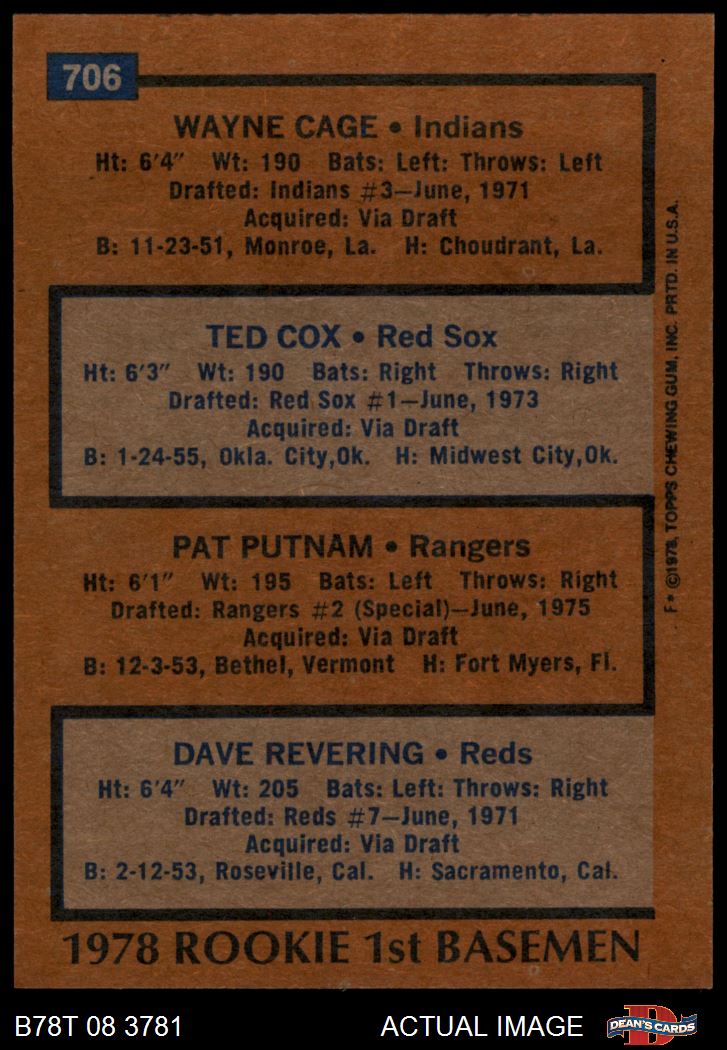 706
WAYNE CAGE • Indians
Ht: 6'4" Wt: 190 Bats: Left: Throws: Left
Drafted: Indians #3—June, 1971
Acquired: Via Draft
B: 11-23-51, Monroe, La. H: Choudrant, La.
TED COX • Red Sox
Ht: 6'3" Wt: 190 Bats: Right Throws: Right
Drafted: Red Sox #1—June, 1973
Acquired: Via Draft
B: 1-24-55, Okla. City,Ok. H: Midwest City,Ok.
PAT PUTNAM • Rangers
Ht: 6'1" Wt: 195 Bats: Left Throws: Right
Drafted: Rangers #2 (Special)—June, 1975
Acquired: Via Draft
B: 12-3-53, Bethel, Vermont H: Fort Myers, Fl.
DAVE REVERING • Reds
Ht: 6'4" Wt: 205 Bats: Left: Throws: Right
Drafted: Reds #7—June, 1971
Acquired: Via Draft
B: 2-12-53, Roseville, Cal. H: Sacramento, Cal.
1978 ROOKIE 1st BASEMEN
F* ©1978, TOPPS CHEWING GUM, INC. PRTD. IN U.S.A.
B78T 08 3781 ACTUAL IMAGE DEAN'S CARDS